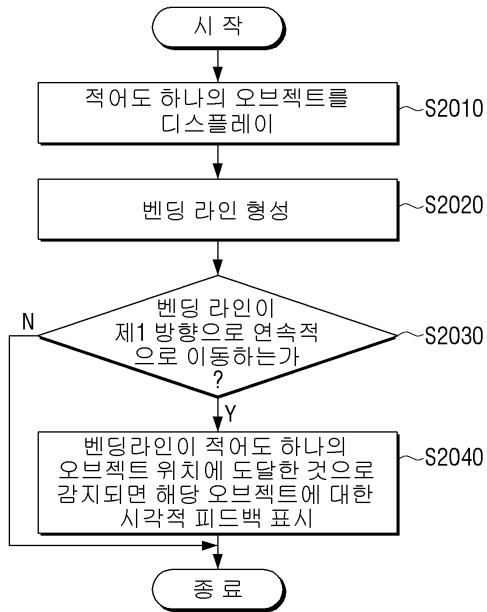 시 작
적어도 하나의 오브젝트를
디스플레이
S2010
벤딩 라인 형성
S2020
벤딩 라인이
제1 방향으로 연속적
으로 이동하는가
?
S2030
N
Y
벤딩라인이 적어도 하나의
오브젝트 위치에 도달한 것으로
감지되면 해당 오브젝트에 대한
시각적 피드백 표시
S2040
종 료